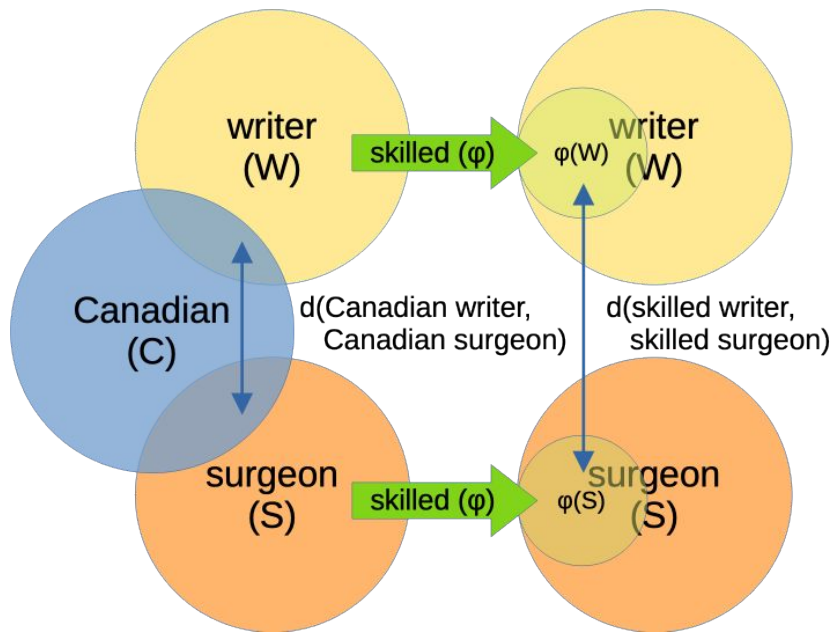 writer
(W)
skilled (φ)
φ(W)
writer
(W)
Canadian
(C)
d(Canadian writer,
Canadian surgeon)
d(skilled writer,
skilled surgeon)
surgeon
(S)
skilled (φ)
φ(S)
surgeon
(S)